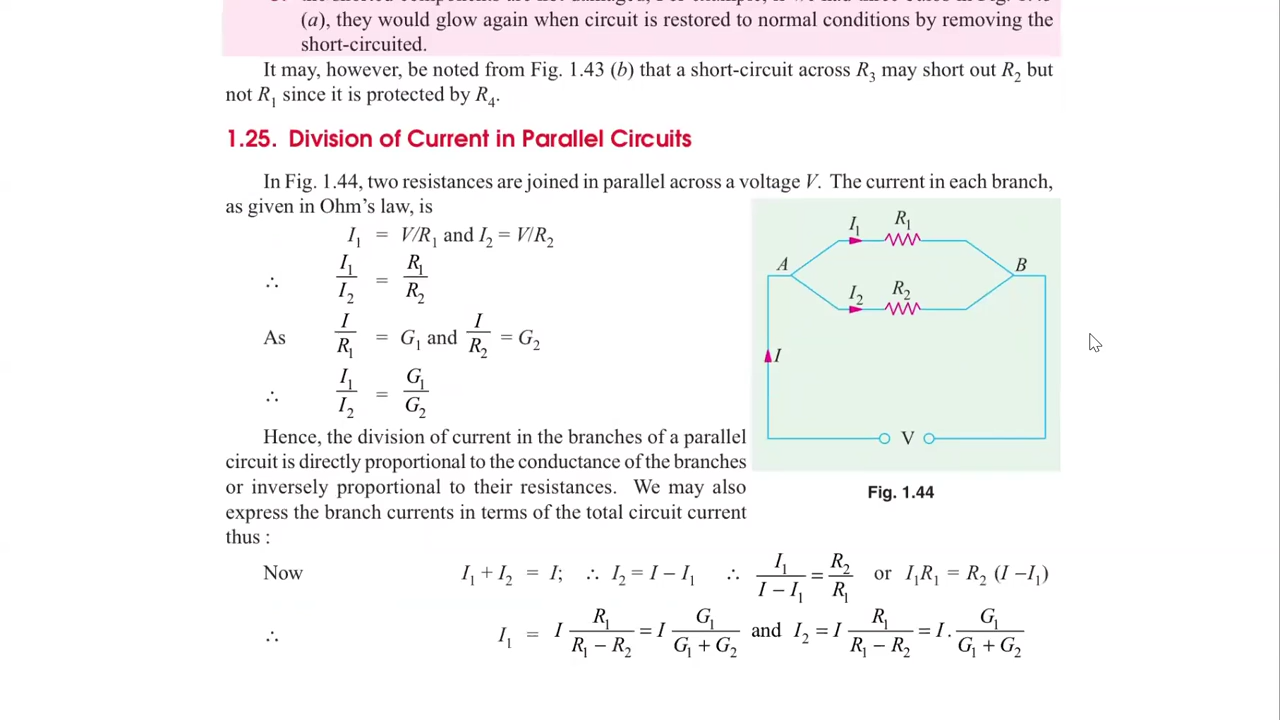 (a), they would glow again when circuit is restored to normal conditions by removing the
short-circuited.
It may, however, be noted from Fig. 1.43 (b) that a short-circuit across R₃ may short out R₂ but
not R₁ since it is protected by R₄.
1.25. Division of Current in Parallel Circuits
In Fig. 1.44, two resistances are joined in parallel across a voltage V. The current in each branch,
as given in Ohm's law, is
I₁ = V/R₁ and I₂ = V/R₂
∴ I₁/I₂ = R₁/R₂
As I/R₁ = G₁ and I/R₂ = G₂
∴ I₁/I₂ = G₁/G₂
Hence, the division of current in the branches of a parallel
circuit is directly proportional to the conductance of the branches
or inversely proportional to their resistances. We may also
express the branch currents in terms of the total circuit current
thus :
I₁ R₁
A B
I₂ R₂
I
V
Fig. 1.44
Now I₁ + I₂ = I; ∴ I₂ = I – I₁ ∴ I₁/(I – I₁) = R₂/R₁ or I₁R₁ = R₂ (I –I₁)
∴ I₁ = I R₁/(R₁ – R₂) = I G₁/(G₁ + G₂) and I₂ = I R₁/(R₁ – R₂) = I . G₁/(G₁ + G₂)